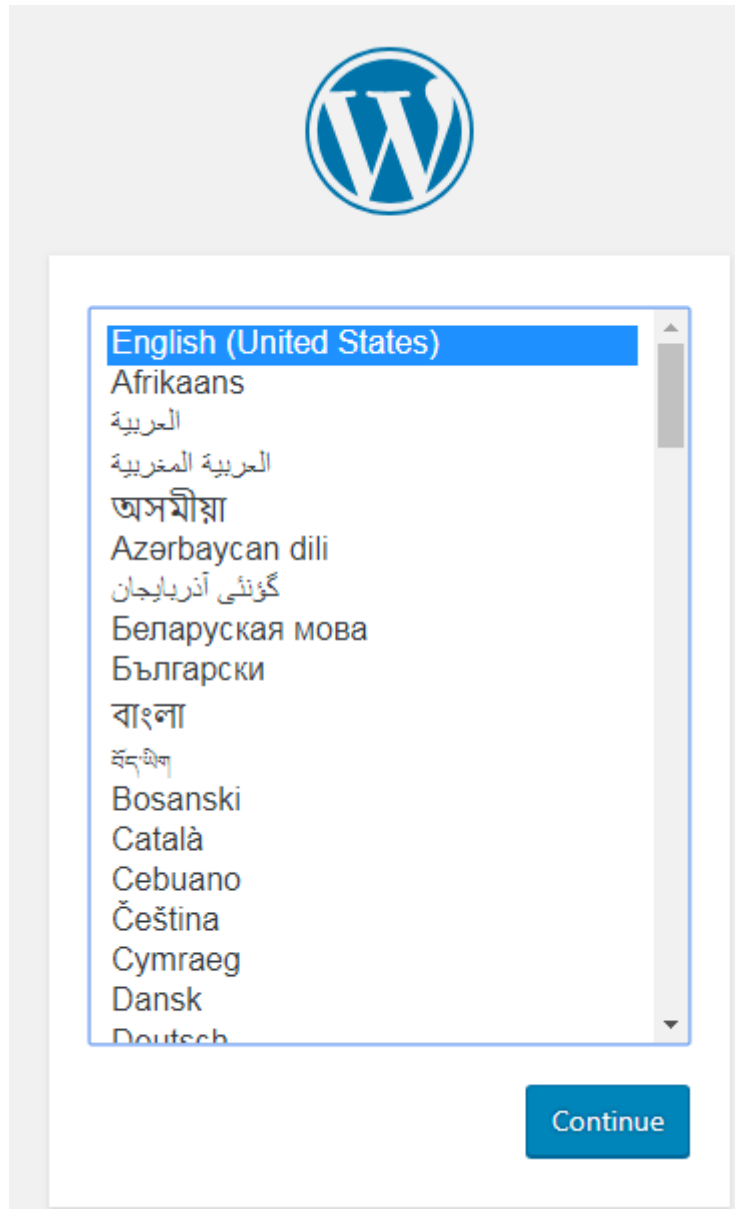 English (United States)
Afrikaans
العربية
العربية المغربية
অসমীয়া
Azərbaycan dili
گؤنئی آذربایجان
Беларуская мова
Български
বাংলা
བོད་ཡིག
Bosanski
Català
Cebuano
Čeština
Cymraeg
Dansk
Deutsch
Continue